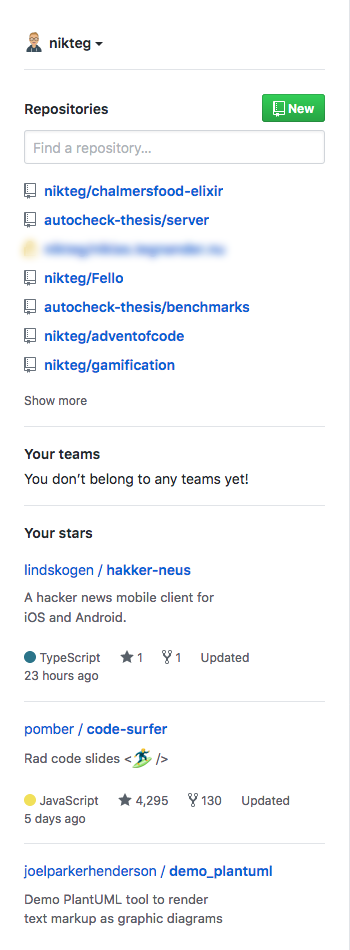 nikteg
Repositories
New
Find a repository...
nikteg/chalmersfood-elixir
autocheck-thesis/server
nikteg/Fello
autocheck-thesis/benchmarks
nikteg/adventofcode
nikteg/gamification
Show more
Your teams
You don’t belong to any teams yet!
Your stars
lindskogen / hakker-neus
A hacker news mobile client for
iOS and Android.
TypeScript 1 1 Updated
23 hours ago
pomber / code-surfer
Rad code slides <🏄 />
JavaScript 4,295 130 Updated
5 days ago
joelparkerhenderson / demo_plantuml
Demo PlantUML tool to render
text markup as graphic diagrams